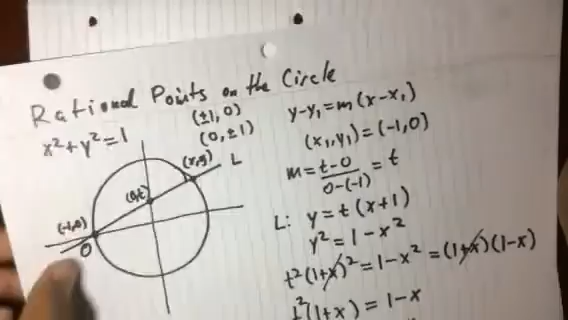 Rational Points on the Circle
x² + y² = 1
(±1, 0)
(0, ±1)
(x, y)
L
(0, t)
(-1, 0)
y - y₁ = m(x - x₁)
(x₁, y₁) = (-1, 0)
m = t-0 / 0-(-1) = t
L: y = t(x+1)
y² = 1 - x²
t²(1+x)² = 1 - x² = (1+x)(1-x)
t²(1+x) = 1 - x